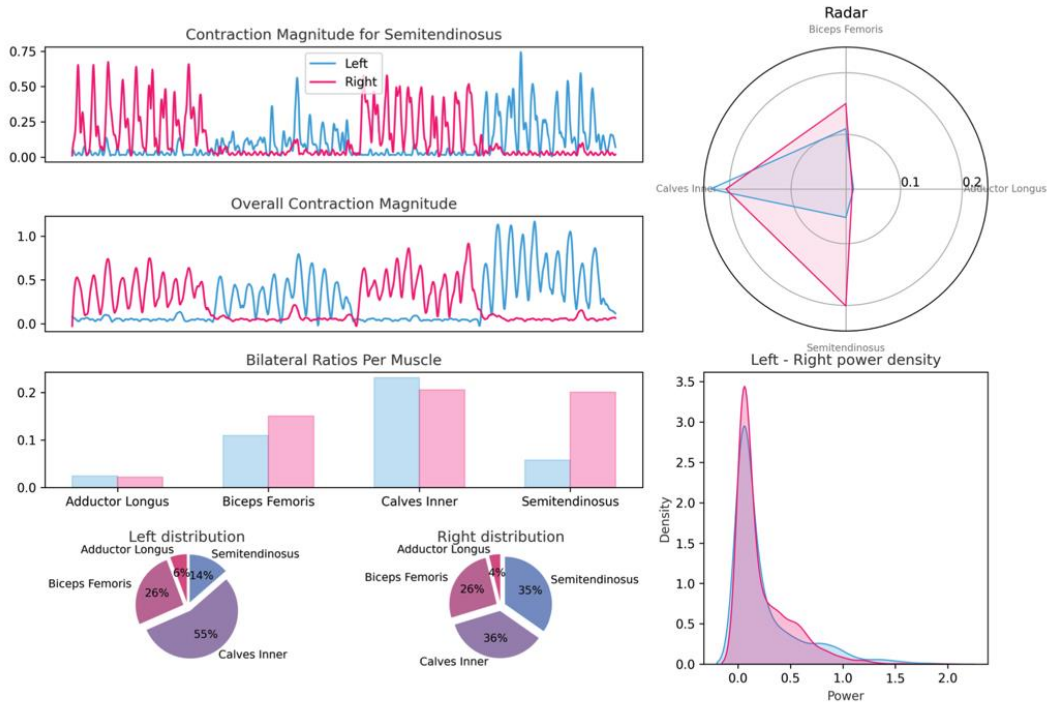 Contraction Magnitude for Semitendinosus
0.75
0.50
0.25
0.00
Left
Right
Overall Contraction Magnitude
1.0
0.5
0.0
Bilateral Ratios Per Muscle
0.2
0.1
0.0
Adductor Longus
Biceps Femoris
Calves Inner
Semitendinosus
Left distribution
Adductor Longus
Semitendinosus
6%
14%
Biceps Femoris
26%
55%
Calves Inner
Right distribution
Adductor Longus
4%
Biceps Femoris
26%
35%
Semitendinosus
36%
Calves Inner
Radar
Biceps Femoris
Calves Inner
0.1
0.2
Adductor Longus
Semitendinosus
Left - Right power density
3.5
3.0
2.5
2.0
1.5
1.0
0.5
0.0
Density
0.0 0.5 1.0 1.5 2.0
Power